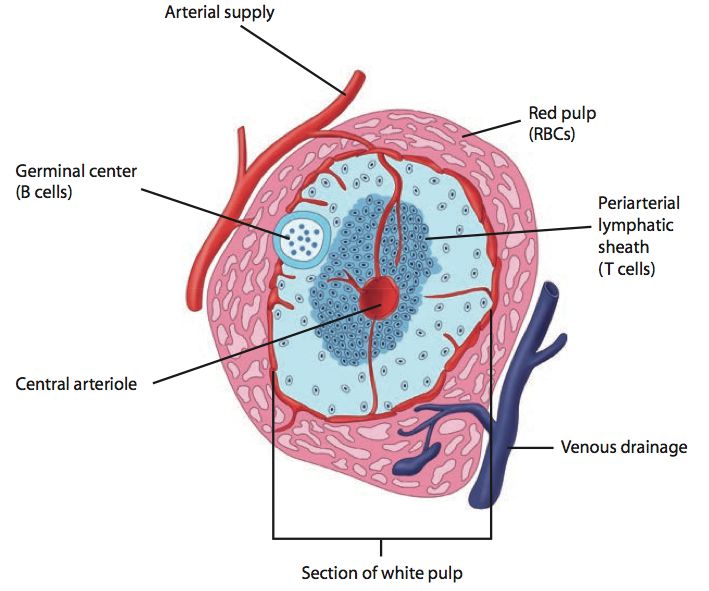 Arterial supply
Red pulp
(RBCs)
Germinal center
(B cells)
Periarterial
lymphatic
sheath
(T cells)
Central arteriole
Venous drainage
Section of white pulp